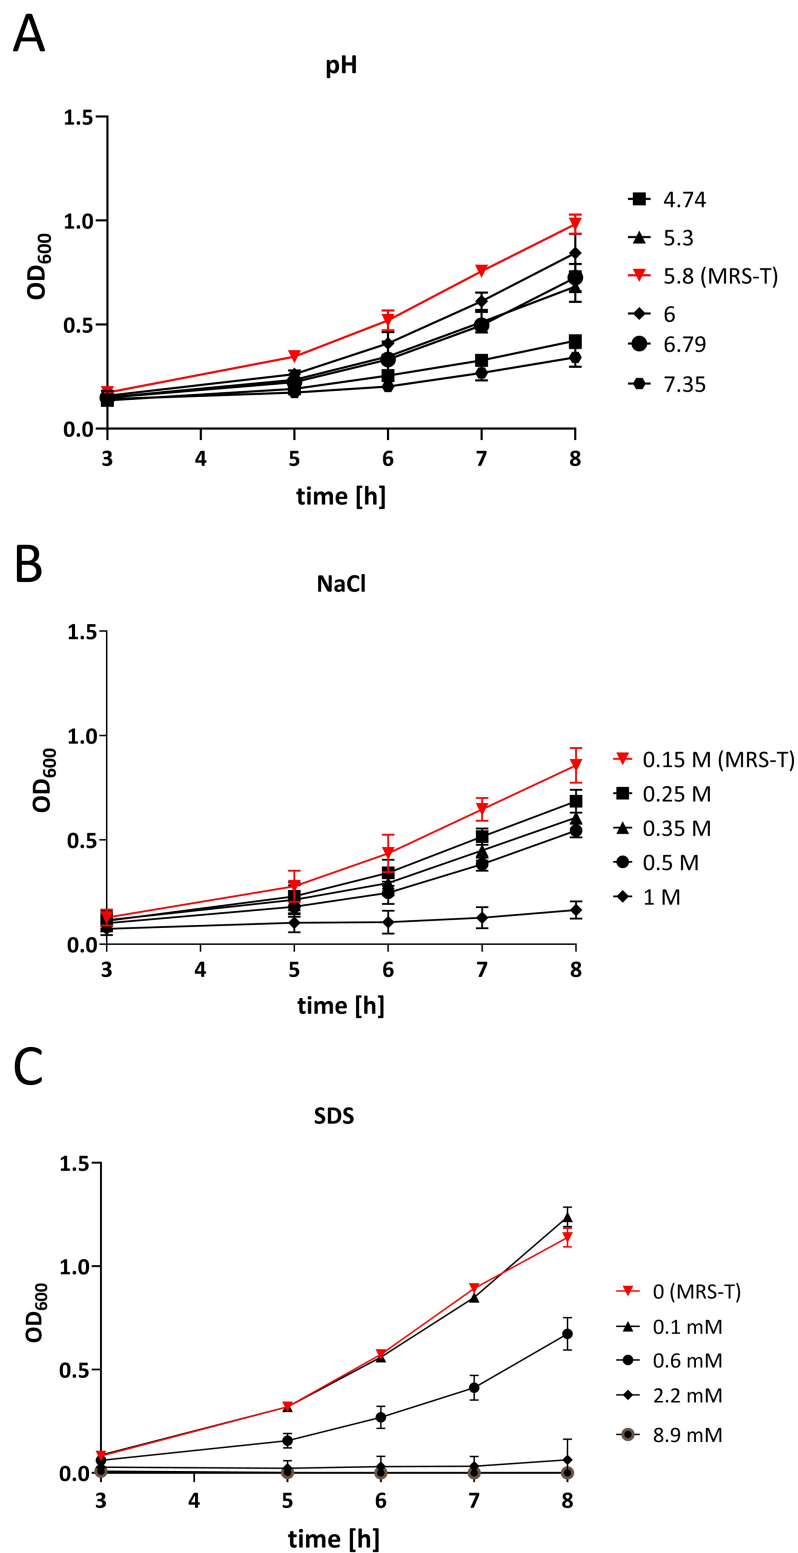 A
pH
1.5
1.0
0.5
0.0
OD600
3 4 5 6 7 8
time [h]
4.74
5.3
5.8 (MRS-T)
6
6.79
7.35
B
NaCl
1.5
1.0
0.5
0.0
OD600
3 4 5 6 7 8
time [h]
0.15 M (MRS-T)
0.25 M
0.35 M
0.5 M
1 M
C
SDS
1.5
1.0
0.5
0.0
OD600
3 4 5 6 7 8
time [h]
0 (MRS-T)
0.1 mM
0.6 mM
2.2 mM
8.9 mM